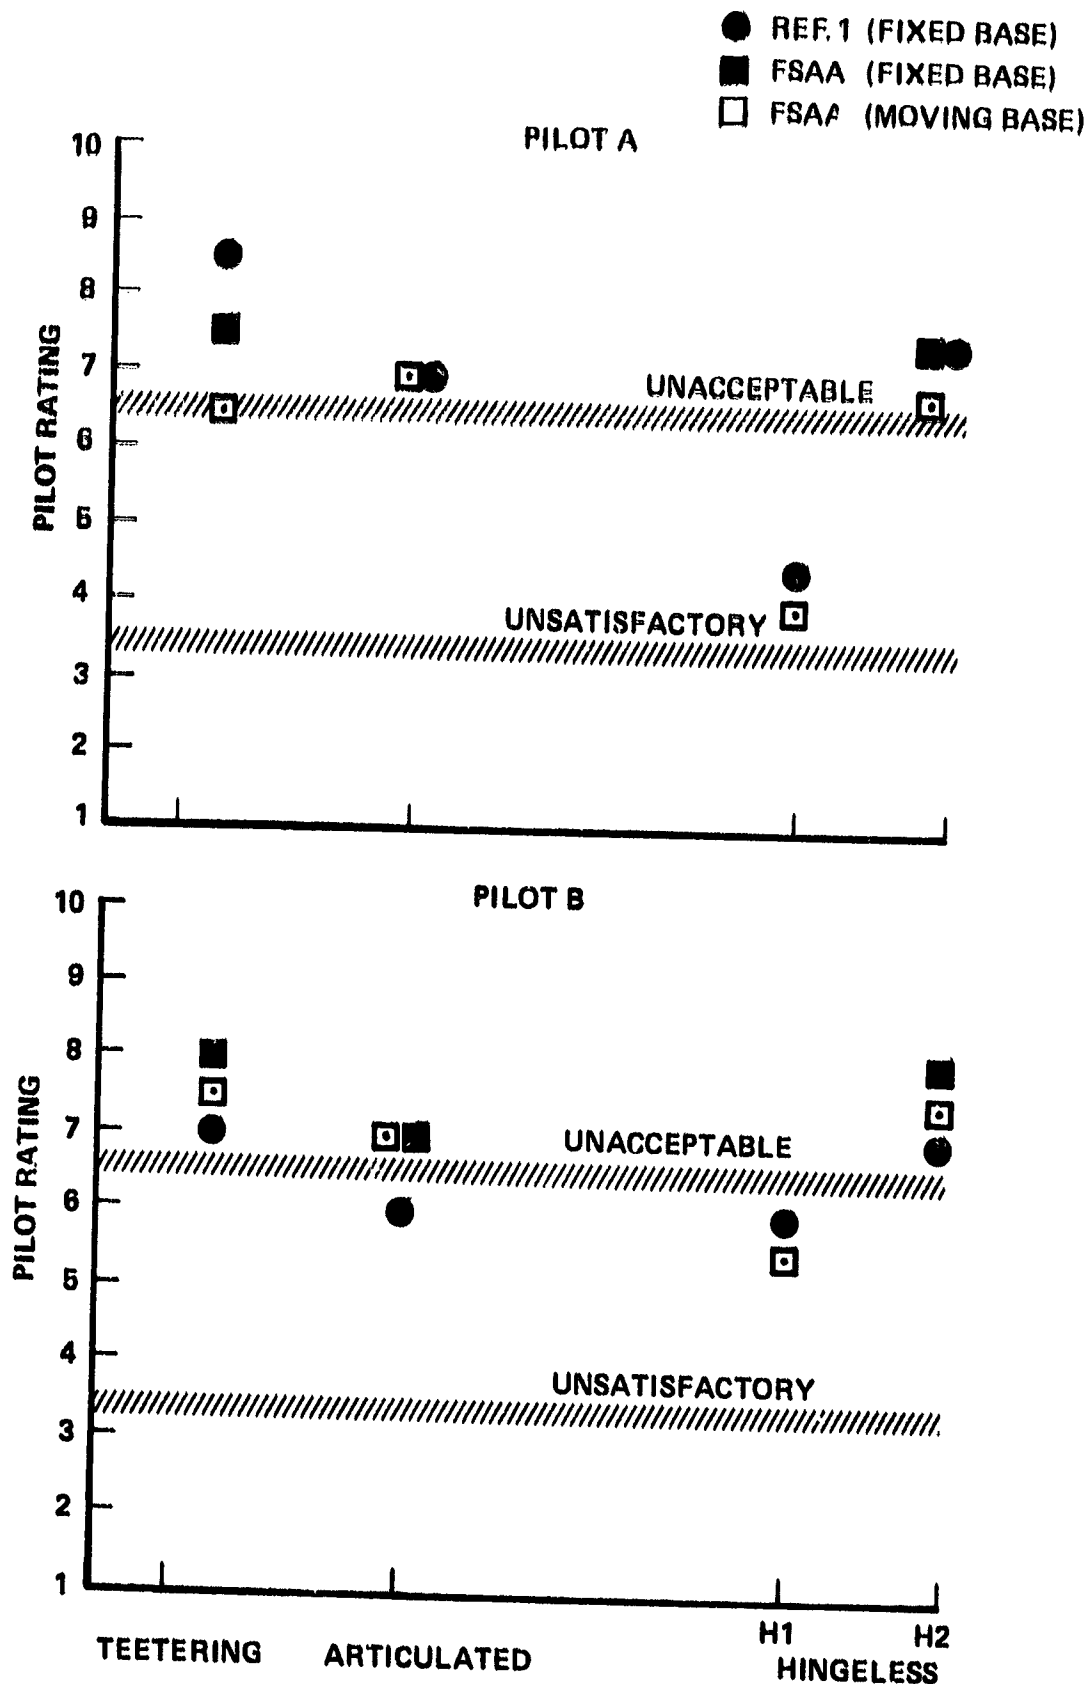 REF. 1 (FIXED BASE)
FSAA (FIXED BASE)
FSAA (MOVING BASE)
PILOT A
10
9
8
7
6
5
4
3
2
1
PILOT RATING
UNACCEPTABLE
UNSATISFACTORY
PILOT B
10
9
8
7
6
5
4
3
2
1
PILOT RATING
UNACCEPTABLE
UNSATISFACTORY
TEETERING
ARTICULATED
H1
H2
HINGELESS